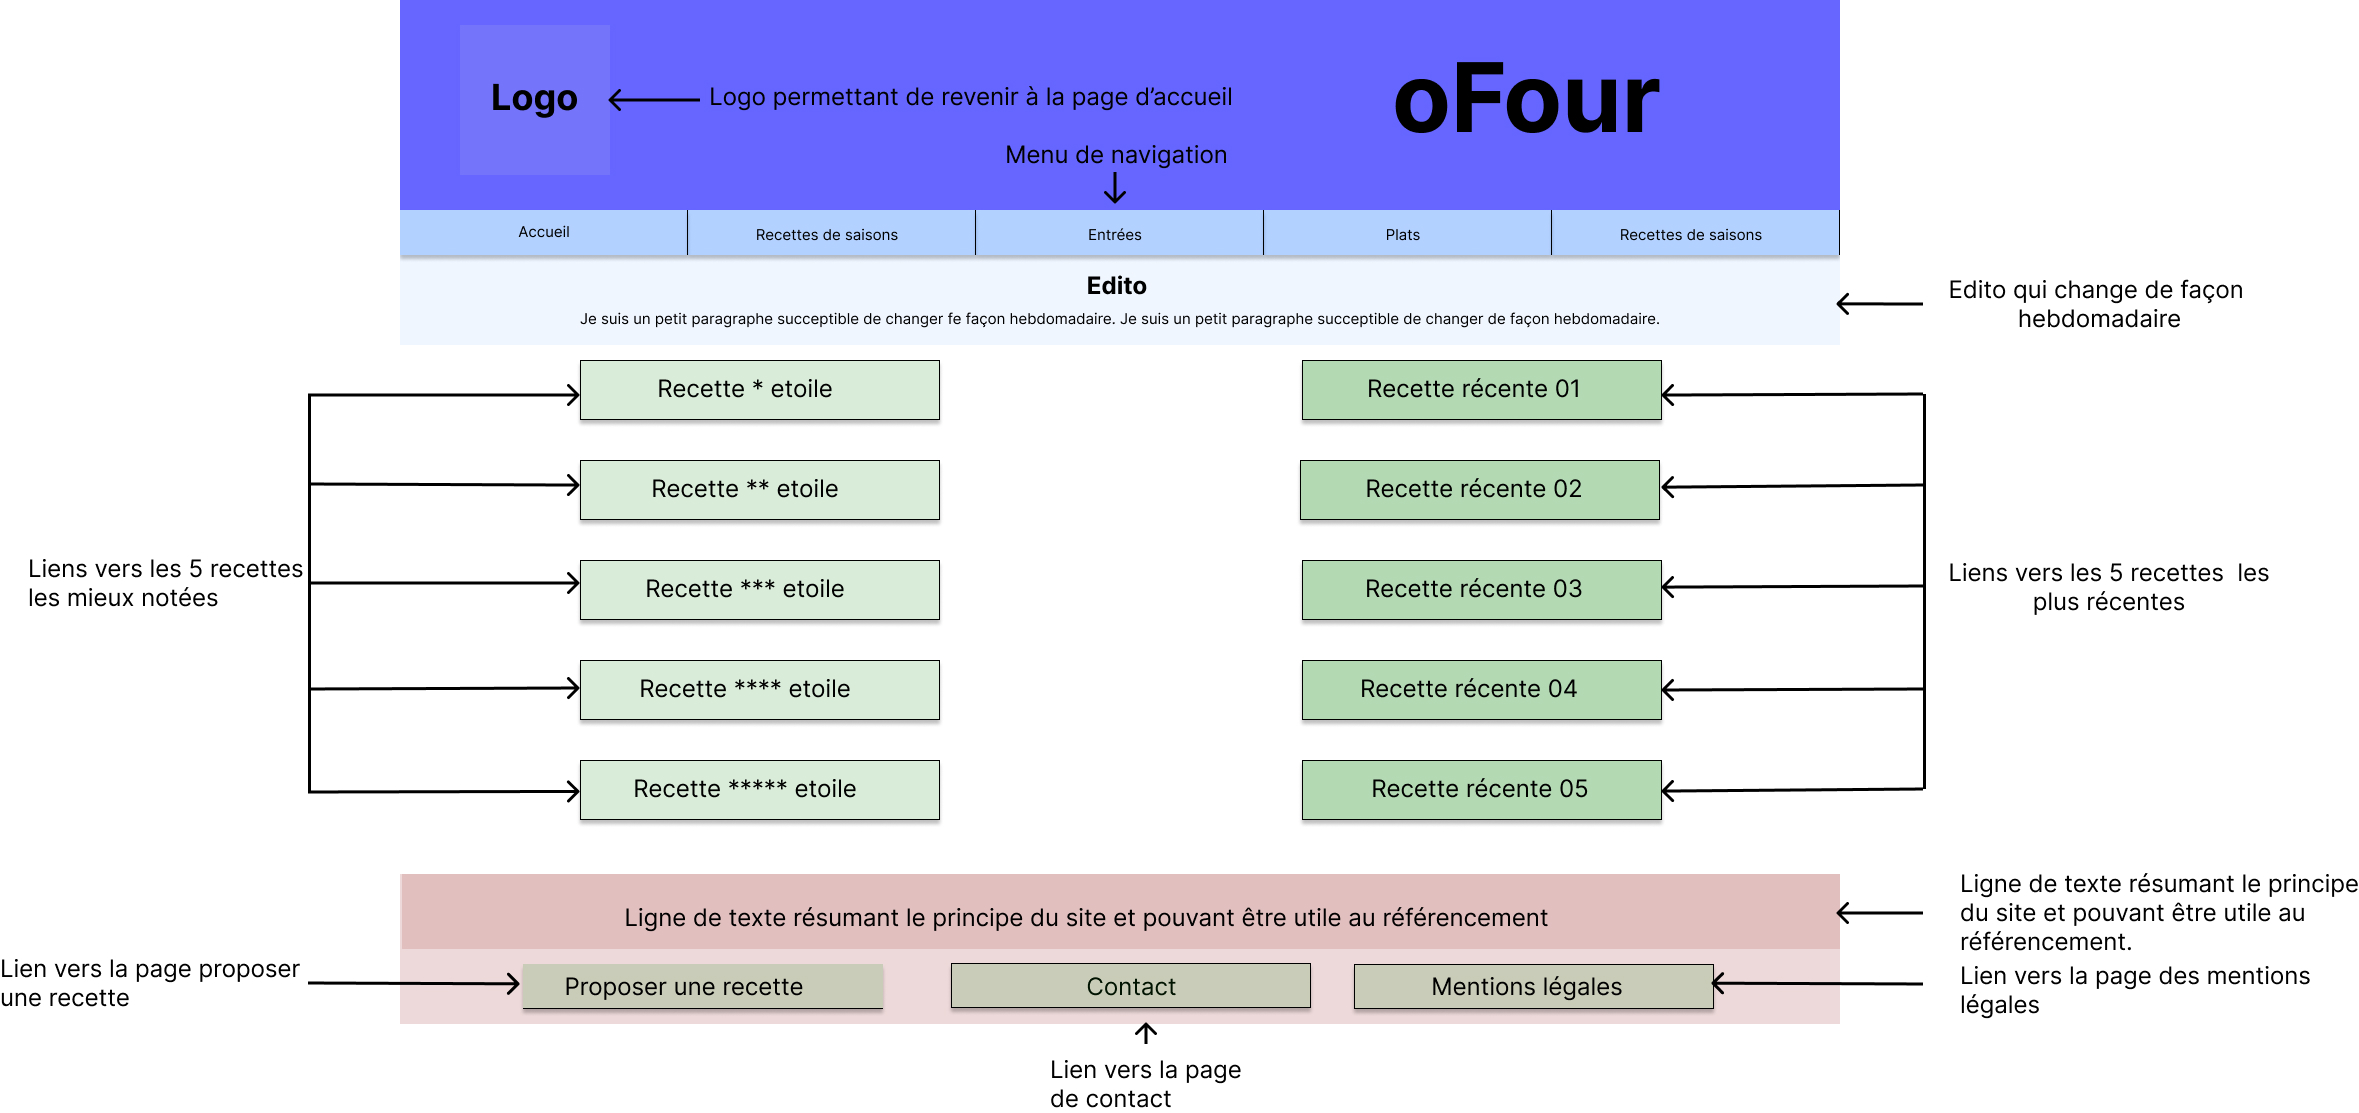 Logo
Logo permettant de revenir à la page d’accueil
oFour
Menu de navigation
Accueil
Recettes de saisons
Entrées
Plats
Recettes de saisons
Edito
Je suis un petit paragraphe succeptible de changer fe façon hebdomadaire. Je suis un petit paragraphe succeptible de changer de façon hebdomadaire.
Edito qui change de façon
hebdomadaire
Recette * etoile
Recette récente 01
Recette ** etoile
Recette récente 02
Liens vers les 5 recettes
les mieux notées
Recette *** etoile
Recette récente 03
Liens vers les 5 recettes  les
plus récentes
Recette **** etoile
Recette récente 04
Recette ***** etoile
Recette récente 05
Ligne de texte résumant le principe du site et pouvant être utile au référencement
Ligne de texte résumant le principe
du site et pouvant être utile au
référencement.
Lien vers la page proposer
une recette
Proposer une recette
Contact
Mentions légales
Lien vers la page des mentions
légales
Lien vers la page
de contact